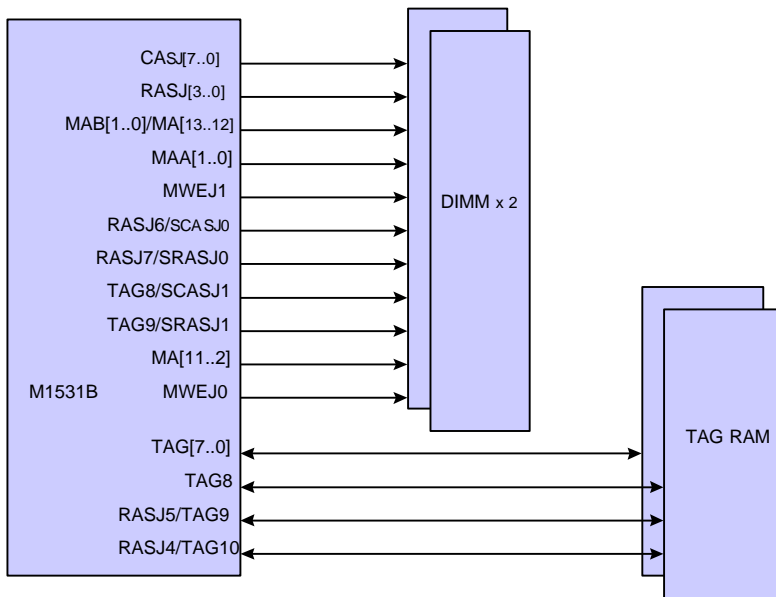 CASJ[7..0]
RASJ[3..0]
MAB[1..0]/MA[13..12]
MAA[1..0]
MWEJ1
DIMM x 2
RASJ6/SCASJ0
RASJ7/SRASJ0
TAG8/SCASJ1
TAG9/SRASJ1
MA[11..2]
M1531B
MWEJ0
TAG RAM
TAG[7..0]
TAG8
RASJ5/TAG9
RASJ4/TAG10